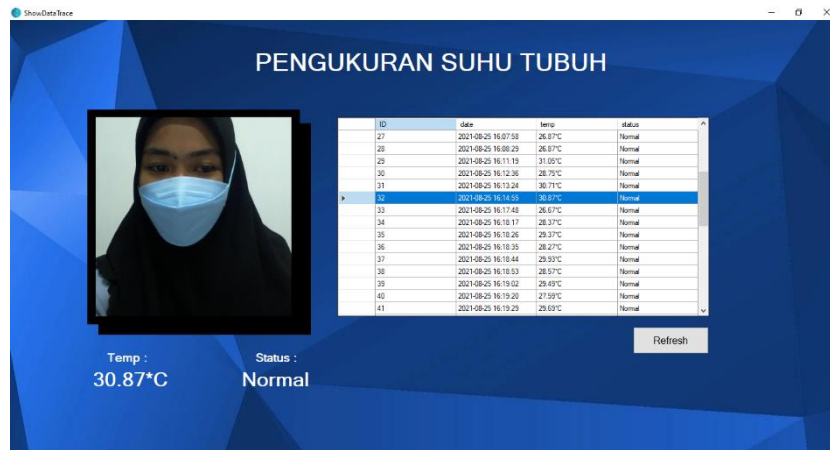 ShowDataTrace
PENGUKURAN SUHU TUBUH
ID date temp status
27 2021-08-25 16:07:58 26.87°C Normal
28 2021-08-25 16:08:29 26.87°C Normal
29 2021-08-25 16:11:19 31.05°C Normal
30 2021-08-25 16:12:36 28.75°C Normal
31 2021-08-25 16:13:24 30.71°C Normal
32 2021-08-25 16:14:55 30.87°C Normal
33 2021-08-25 16:17:48 26.67°C Normal
34 2021-08-25 16:18:17 28.37°C Normal
35 2021-08-25 16:18:26 29.37°C Normal
36 2021-08-25 16:18:35 28.27°C Normal
37 2021-08-25 16:18:44 29.93°C Normal
38 2021-08-25 16:18:53 28.57°C Normal
39 2021-08-25 16:19:02 29.49°C Normal
40 2021-08-25 16:19:20 27.59°C Normal
41 2021-08-25 16:19:29 29.69°C Normal
Refresh
Temp : Status :
30.87*C Normal